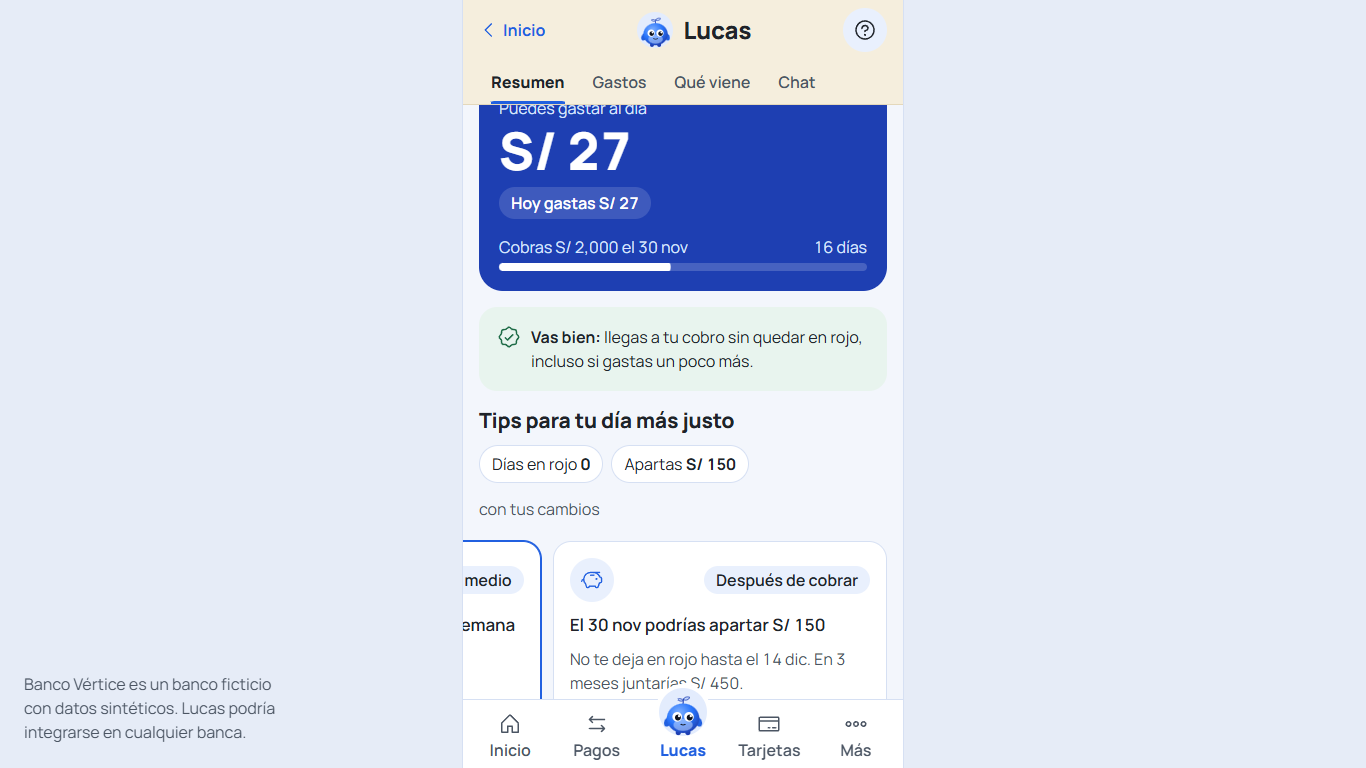 Inicio
Lucas
Resumen
Gastos
Qué viene
Chat
Puedes gastar al día
S/ 27
Hoy gastas S/ 27
Cobras S/ 2,000 el 30 nov
16 días
Vas bien: llegas a tu cobro sin quedar en rojo,
incluso si gastas un poco más.
Tips para tu día más justo
Días en rojo 0
Apartas S/ 150
con tus cambios
medio
emana
Después de cobrar
El 30 nov podrías apartar S/ 150
No te deja en rojo hasta el 14 dic. En 3
meses juntarías S/ 450.
Banco Vértice es un banco ficticio
con datos sintéticos. Lucas podría
integrarse en cualquier banca.
Inicio
Pagos
Lucas
Tarjetas
Más